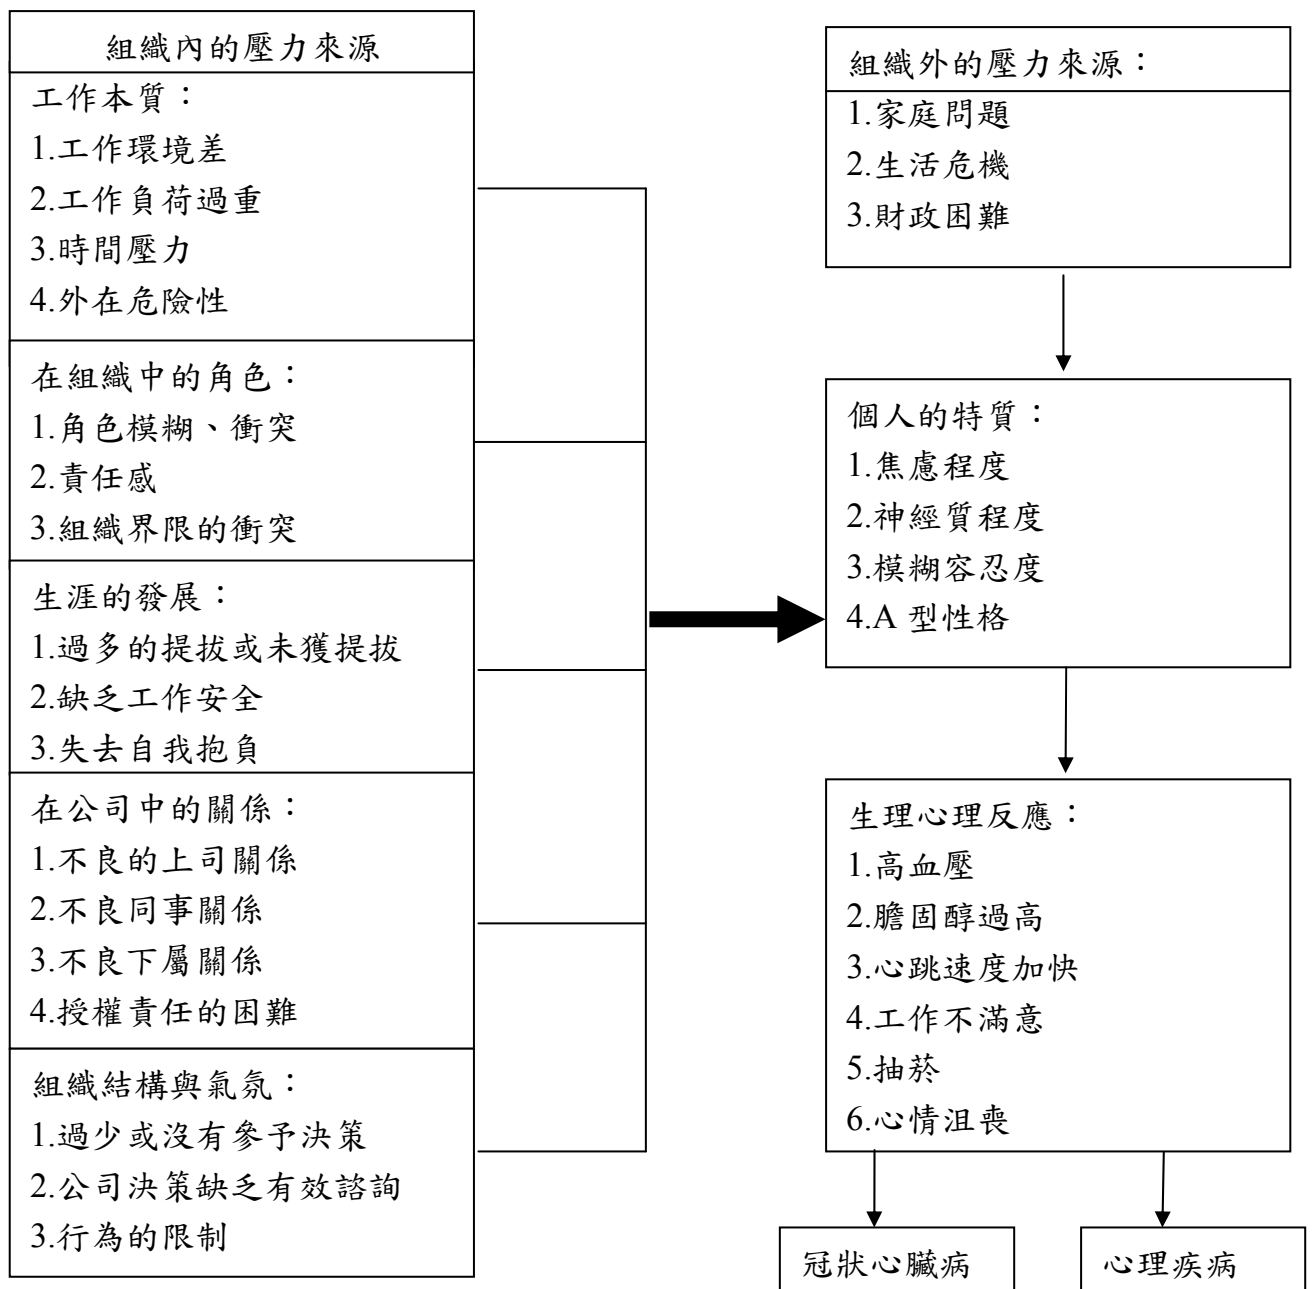 組織內的壓力來源
工作本質：
1.工作環境差
2.工作負荷過重
3.時間壓力
4.外在危險性
在組織中的角色：
1.角色模糊、衝突
2.責任感
3.組織界限的衝突
生涯的發展：
1.過多的提拔或未獲提拔
2.缺乏工作安全
3.失去自我抱負
在公司中的關係：
1.不良的上司關係
2.不良同事關係
3.不良下屬關係
4.授權責任的困難
組織結構與氣氛：
1.過少或沒有參予決策
2.公司決策缺乏有效諮詢
3.行為的限制
組織外的壓力來源：
1.家庭問題
2.生活危機
3.財政困難
個人的特質：
1.焦慮程度
2.神經質程度
3.模糊容忍度
4.A 型性格
生理心理反應：
1.高血壓
2.膽固醇過高
3.心跳速度加快
4.工作不滿意
5.抽菸
6.心情沮喪
冠狀心臟病
心理疾病